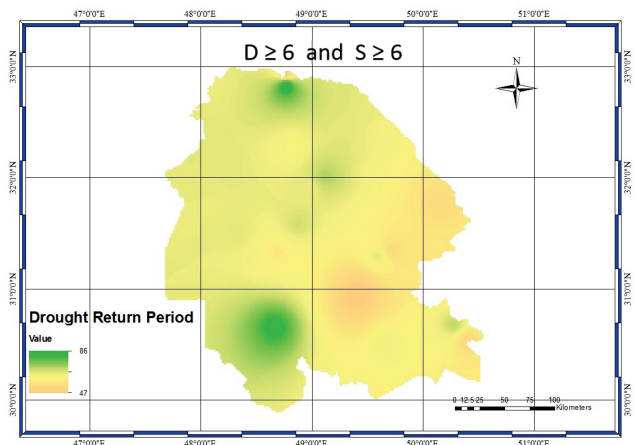 47°0'0"E 48°0'0"E 49°0'0"E 50°0'0"E 51°0'0"E
D ≥ 6 and S ≥ 6
N
33°0'0"N 33°0'0"N
32°0'0"N 32°0'0"N
31°0'0"N 31°0'0"N
Drought Return Period
Value
86
47
0 12.5 25 50 75 100
Kilometers
30°0'0"N 30°0'0"N
47°0'0"E 48°0'0"E 49°0'0"E 50°0'0"E 51°0'0"E